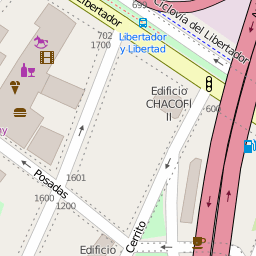 699
Ciclovía del Libertador
Libertador
702
1700
Libertador
y Libertad
Edificio
CHACOFI
II
600
ny
Posadas
1601
1600
1200
Cerrito
Edificio